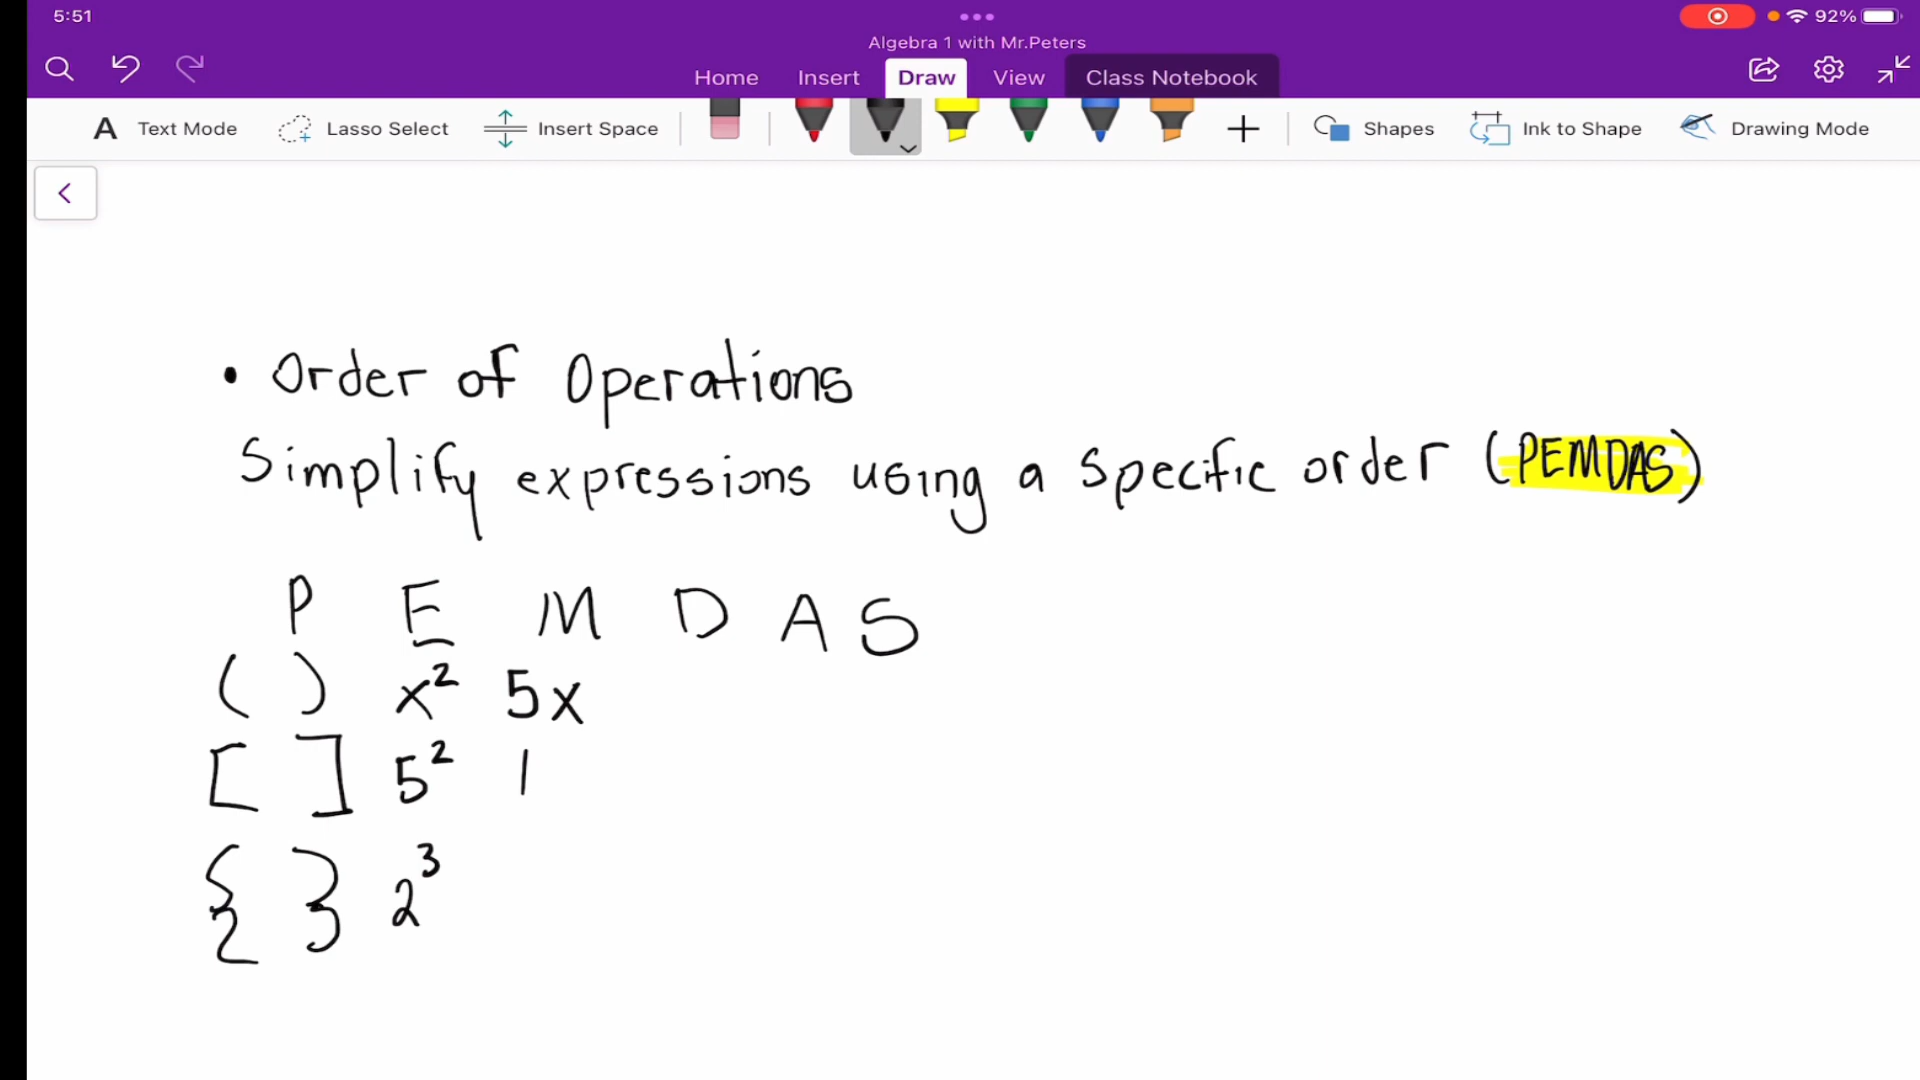 5:51
92%
Algebra 1 with Mr.Peters
Home Insert Draw View Class Notebook
A Text Mode Lasso Select Insert Space Shapes Ink to Shape Drawing Mode
• Order of Operations
Simplify expressions using a specific order (PEMDAS)
P E M D A S
( ) x² 5x
[ ] 5² 1
{ } 2³